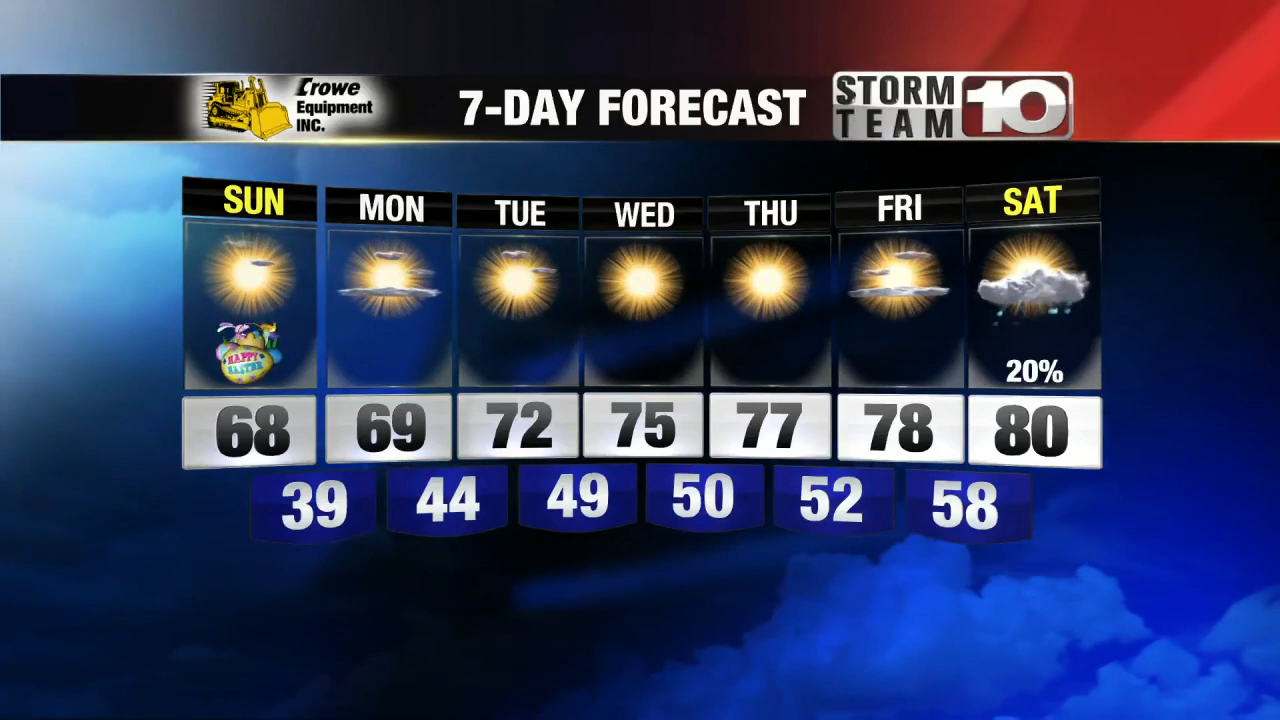 Crowe
Equipment
INC.
7-DAY FORECAST
STORM
TEAM
10
SUN MON TUE WED THU FRI SAT
HAPPY
EASTER
20%
68 69 72 75 77 78 80
39 44 49 50 52 58